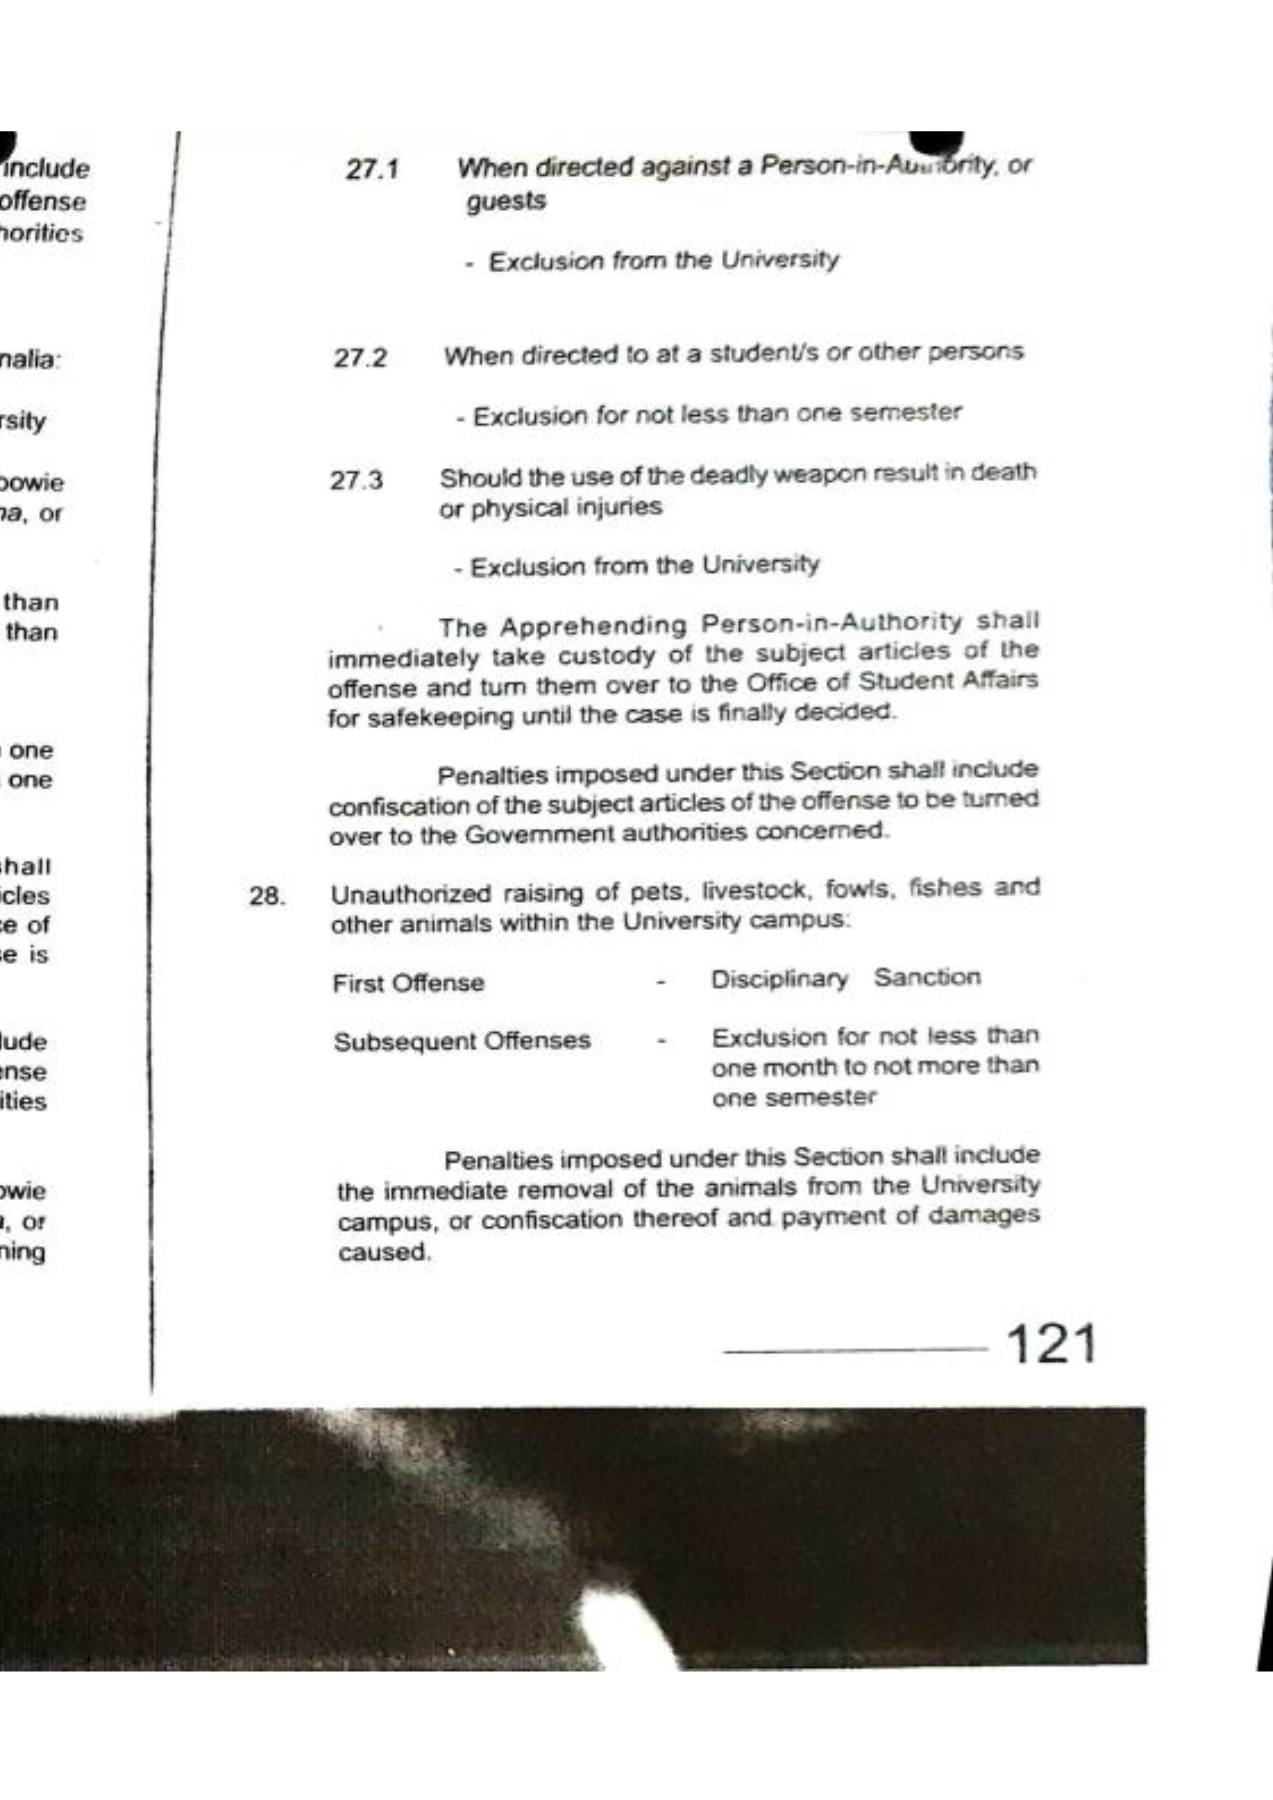 include
offense
norities
nalia:
rsity
bowie
na, or
than
than
one
one
shall
icles
ce of
se is
lude
ense
ities
owie
, or
ning
27.1 When directed against a Person-in-Authority, or
guests
- Exclusion from the University
27.2 When directed to at a student/s or other persons
- Exclusion for not less than one semester
27.3 Should the use of the deadly weapon result in death
or physical injuries
- Exclusion from the University
The Apprehending Person-in-Authority shall
immediately take custody of the subject articles of the
offense and turn them over to the Office of Student Affairs
for safekeeping until the case is finally decided.
Penalties imposed under this Section shall include
confiscation of the subject articles of the offense to be turned
over to the Government authorities concerned.
28. Unauthorized raising of pets, livestock, fowls, fishes and
other animals within the University campus:
First Offense - Disciplinary Sanction
Subsequent Offenses - Exclusion for not less than
one month to not more than
one semester
Penalties imposed under this Section shall include
the immediate removal of the animals from the University
campus, or confiscation thereof and payment of damages
caused.
121